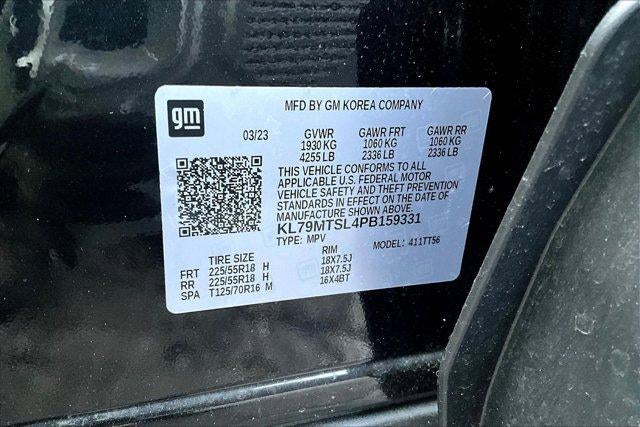 gm
MFD BY GM KOREA COMPANY
03/23 GVWR GAWR FRT GAWR RR
1930 KG 1060 KG 1060 KG
4255 LB 2336 LB 2336 LB
THIS VEHICLE CONFORMS TO ALL
APPLICABLE U.S. FEDERAL MOTOR
VEHICLE SAFETY AND THEFT PREVENTION
STANDARDS IN EFFECT ON THE DATE OF
MANUFACTURE SHOWN ABOVE.
KL79MTSL4PB159331
TYPE: MPV MODEL: 411TT56
TIRE SIZE RIM
FRT 225/55R18 H 18X7.5J
RR 225/55R18 H 18X7.5J
SPA T125/70R16 M 16X4BT